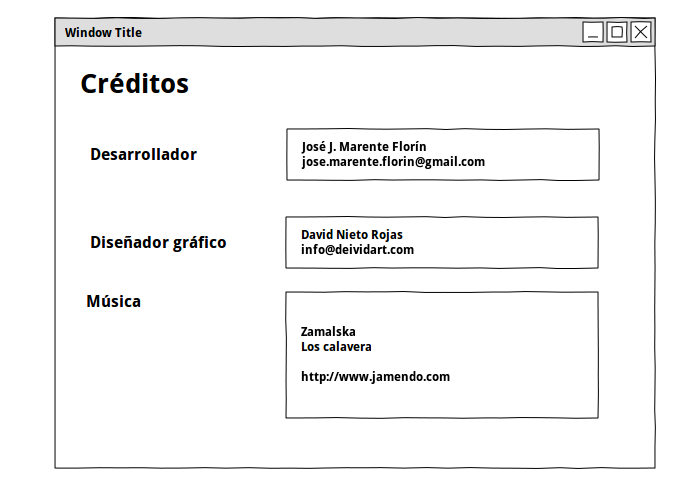 Window Title
Créditos
Desarrollador
José J. Marente Florín
jose.marente.florin@gmail.com
Diseñador gráfico
David Nieto Rojas
info@deividart.com
Música
Zamalska
Los calavera
http://www.jamendo.com